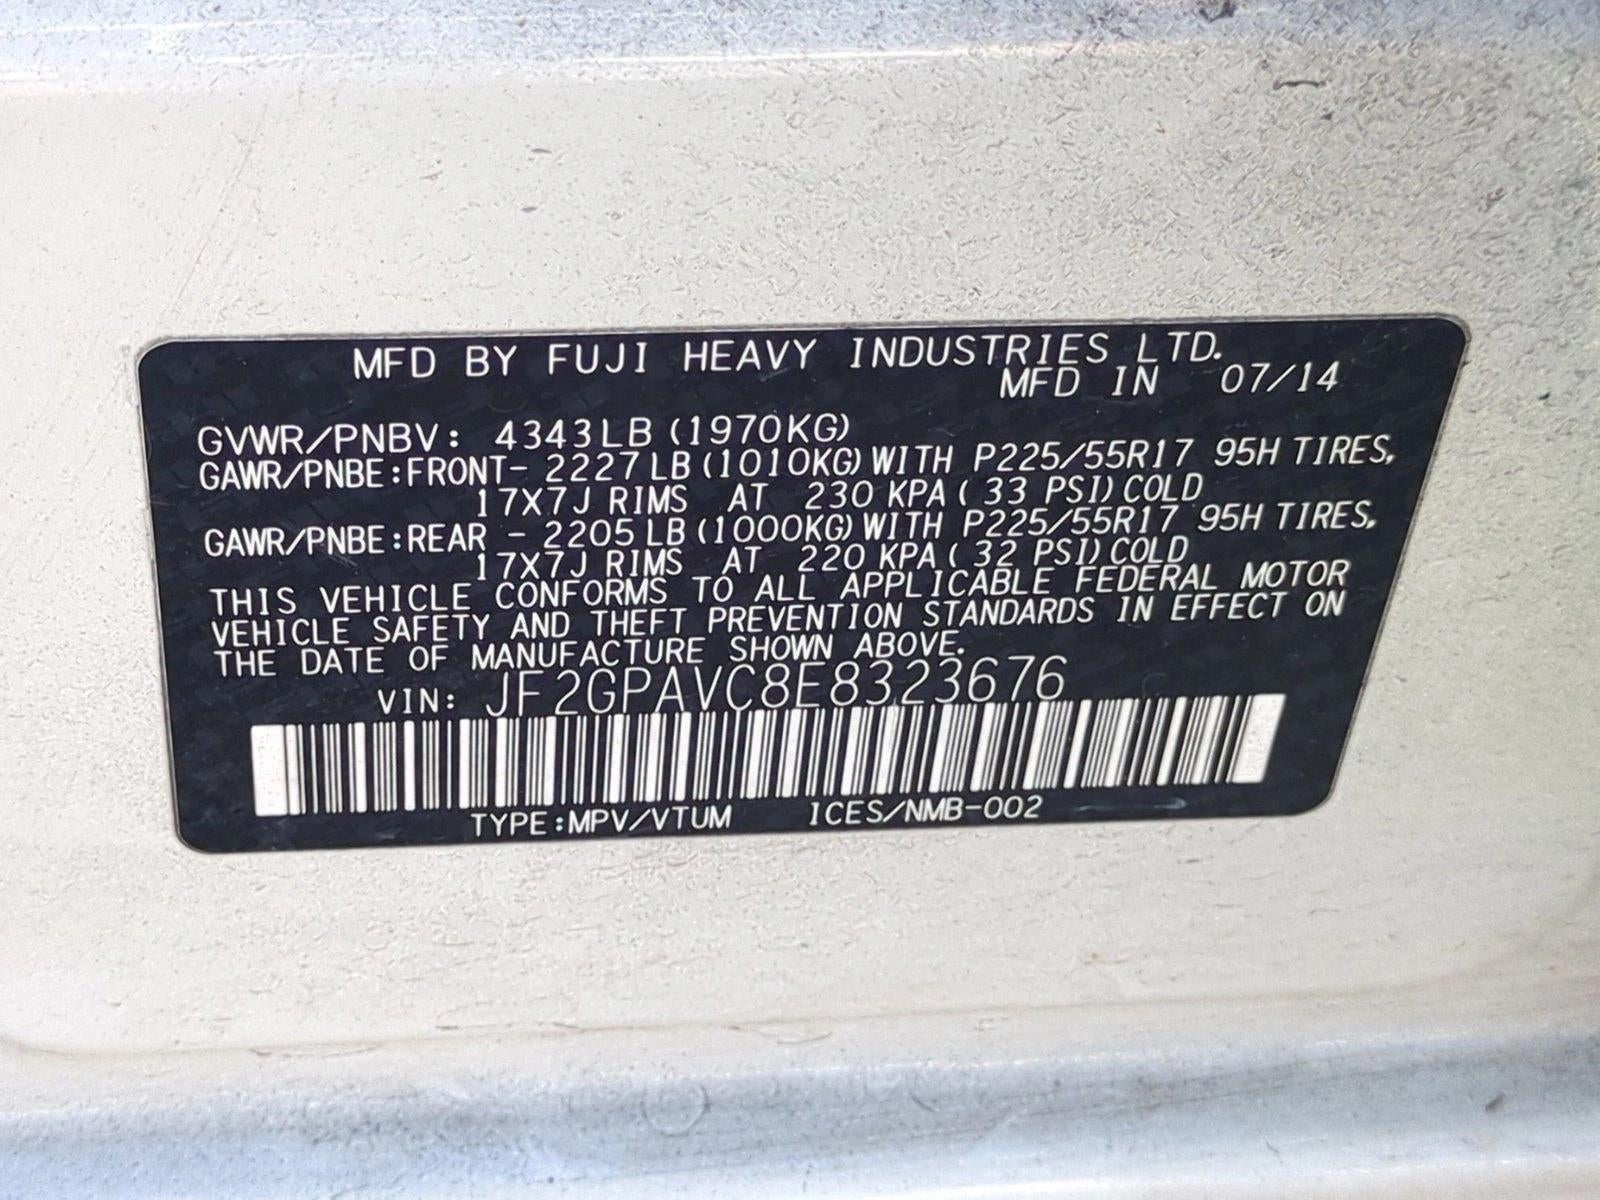 MFD BY FUJI HEAVY INDUSTRIES LTD.
MFD IN 07/14
GVWR/PNBV: 4343LB (1970KG)
GAWR/PNBE:FRONT- 2227LB (1010KG) WITH P225/55R17 95H TIRES,
17X7J RIMS AT 230 KPA ( 33 PSI) COLD
GAWR/PNBE:REAR - 2205LB (1000KG) WITH P225/55R17 95H TIRES,
17X7J RIMS AT 220 KPA ( 32 PSI) COLD
THIS VEHICLE CONFORMS TO ALL APPLICABLE FEDERAL MOTOR
VEHICLE SAFETY AND THEFT PREVENTION STANDARDS IN EFFECT ON
THE DATE OF MANUFACTURE SHOWN ABOVE.
VIN: JF2GPAVC8E8323676
TYPE:MPV/VTUM ICES/NMB-002